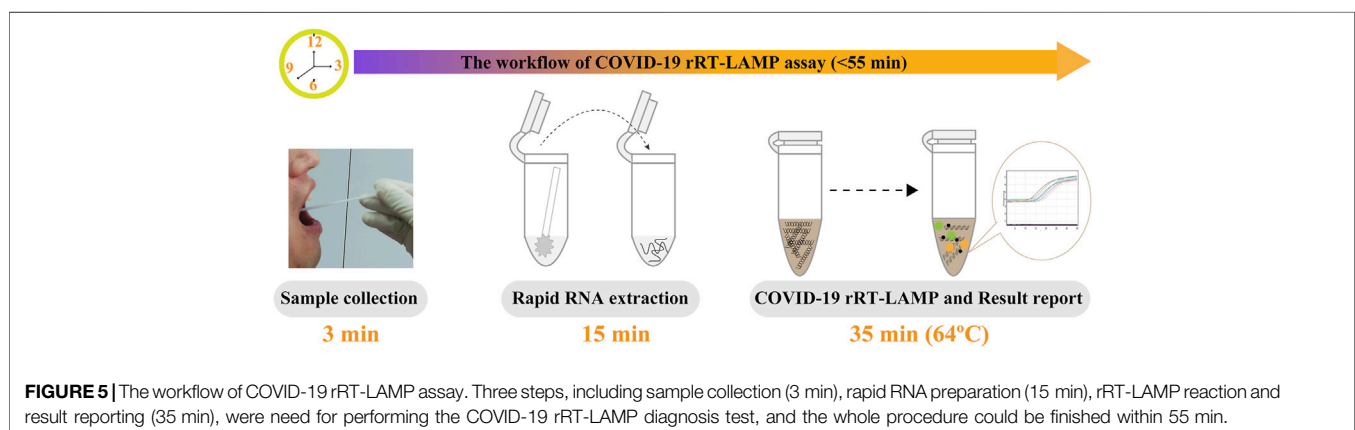 12
9
3
6
The workflow of COVID-19 rRT-LAMP assay (<55 min)
Sample collection
Rapid RNA extraction
COVID-19 rRT-LAMP and Result report
3 min
15 min
35 min (64ºC)
FIGURE 5 | The workflow of COVID-19 rRT-LAMP assay. Three steps, including sample collection (3 min), rapid RNA preparation (15 min), rRT-LAMP reaction and
result reporting (35 min), were need for performing the COVID-19 rRT-LAMP diagnosis test, and the whole procedure could be finished within 55 min.